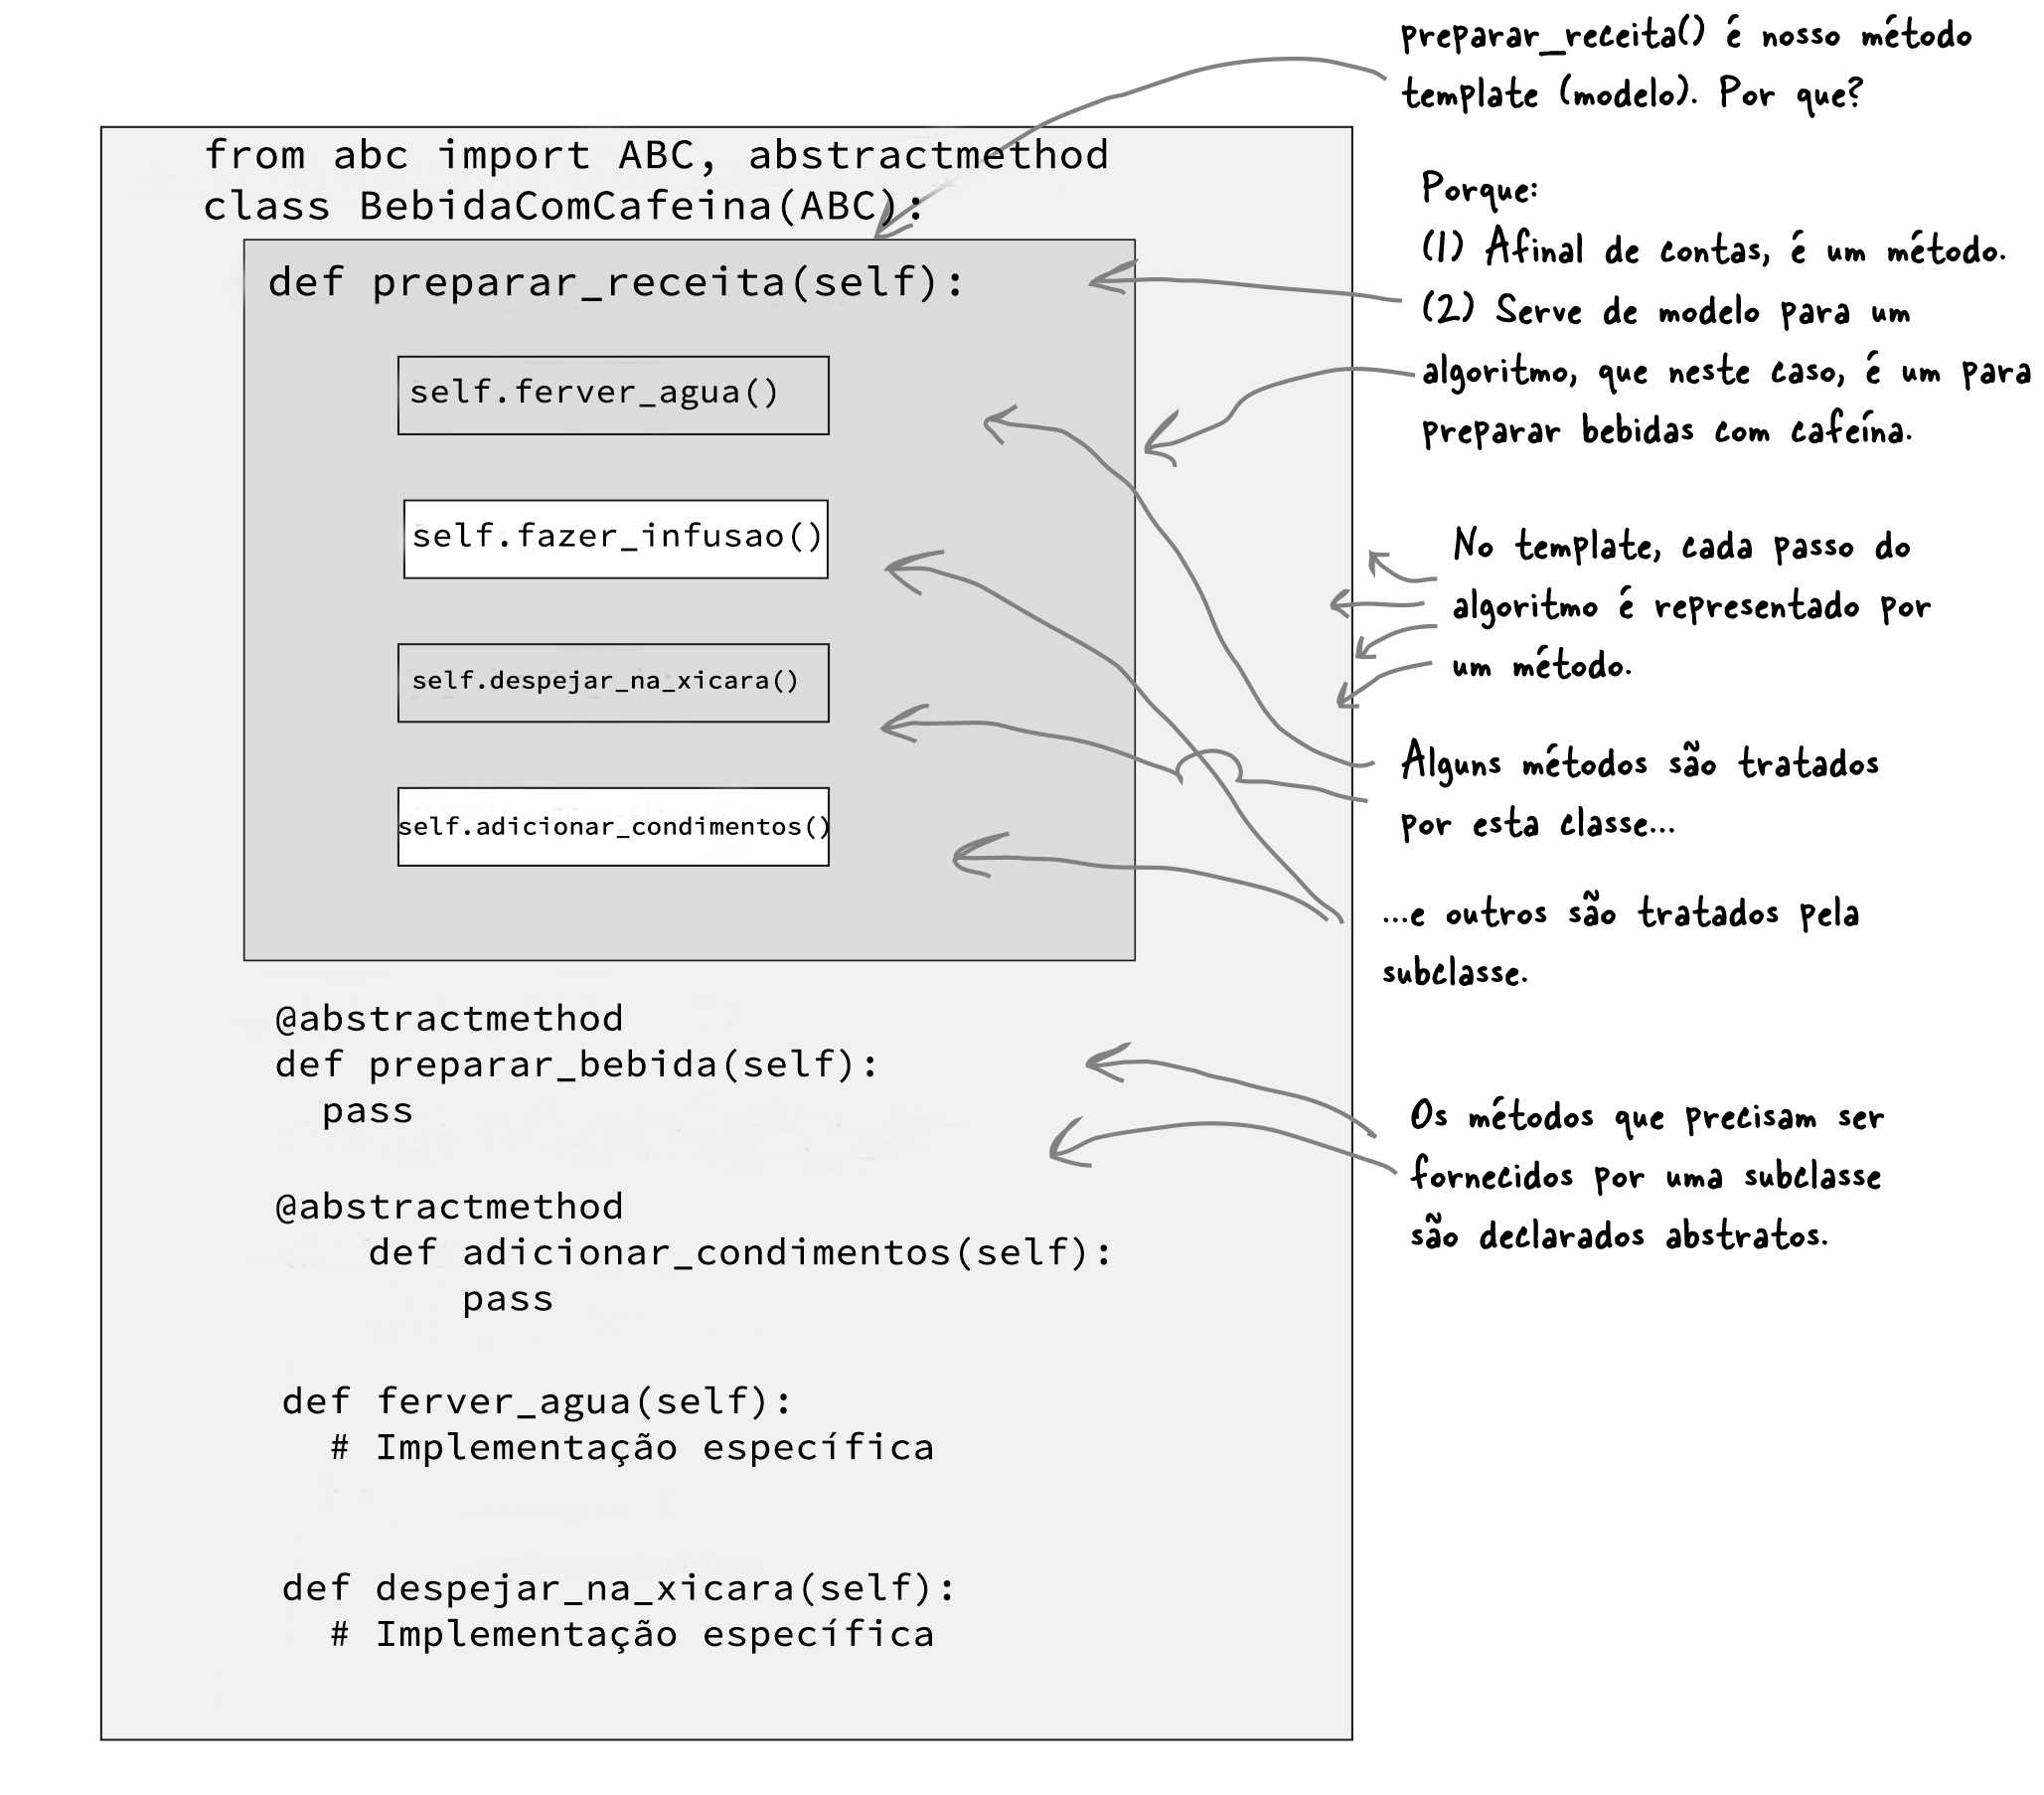 preparar_receita() é nosso método
template (modelo). Por que?
from abc import ABC, abstractmethod
class BebidaComCafeina(ABC):
def preparar_receita(self):
self.ferver_agua()
self.fazer_infusao()
self.despejar_na_xicara()
self.adicionar_condimentos()
@abstractmethod
def preparar_bebida(self):
pass
@abstractmethod
def adicionar_condimentos(self):
pass
def ferver_agua(self):
# Implementação específica
def despejar_na_xicara(self):
# Implementação específica
Porque:
(1) Afinal de contas, é um método.
(2) Serve de modelo para um
algoritmo, que neste caso, é um para
preparar bebidas com cafeína.
No template, cada passo do
algoritmo é representado por
um método.
Alguns métodos são tratados
por esta classe...
...e outros são tratados pela
subclasse.
Os métodos que precisam ser
fornecidos por uma subclasse
são declarados abstratos.